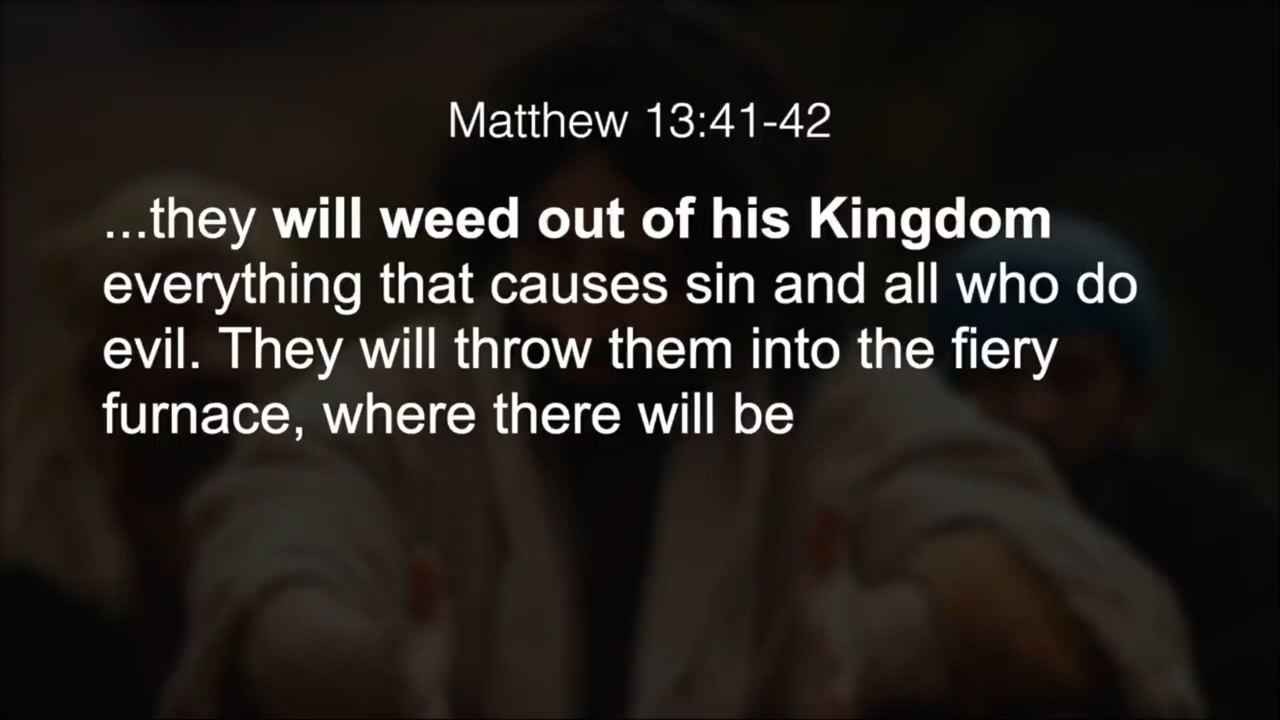 Matthew 13:41-42
...they will weed out of his Kingdom
everything that causes sin and all who do
evil. They will throw them into the fiery
furnace, where there will be